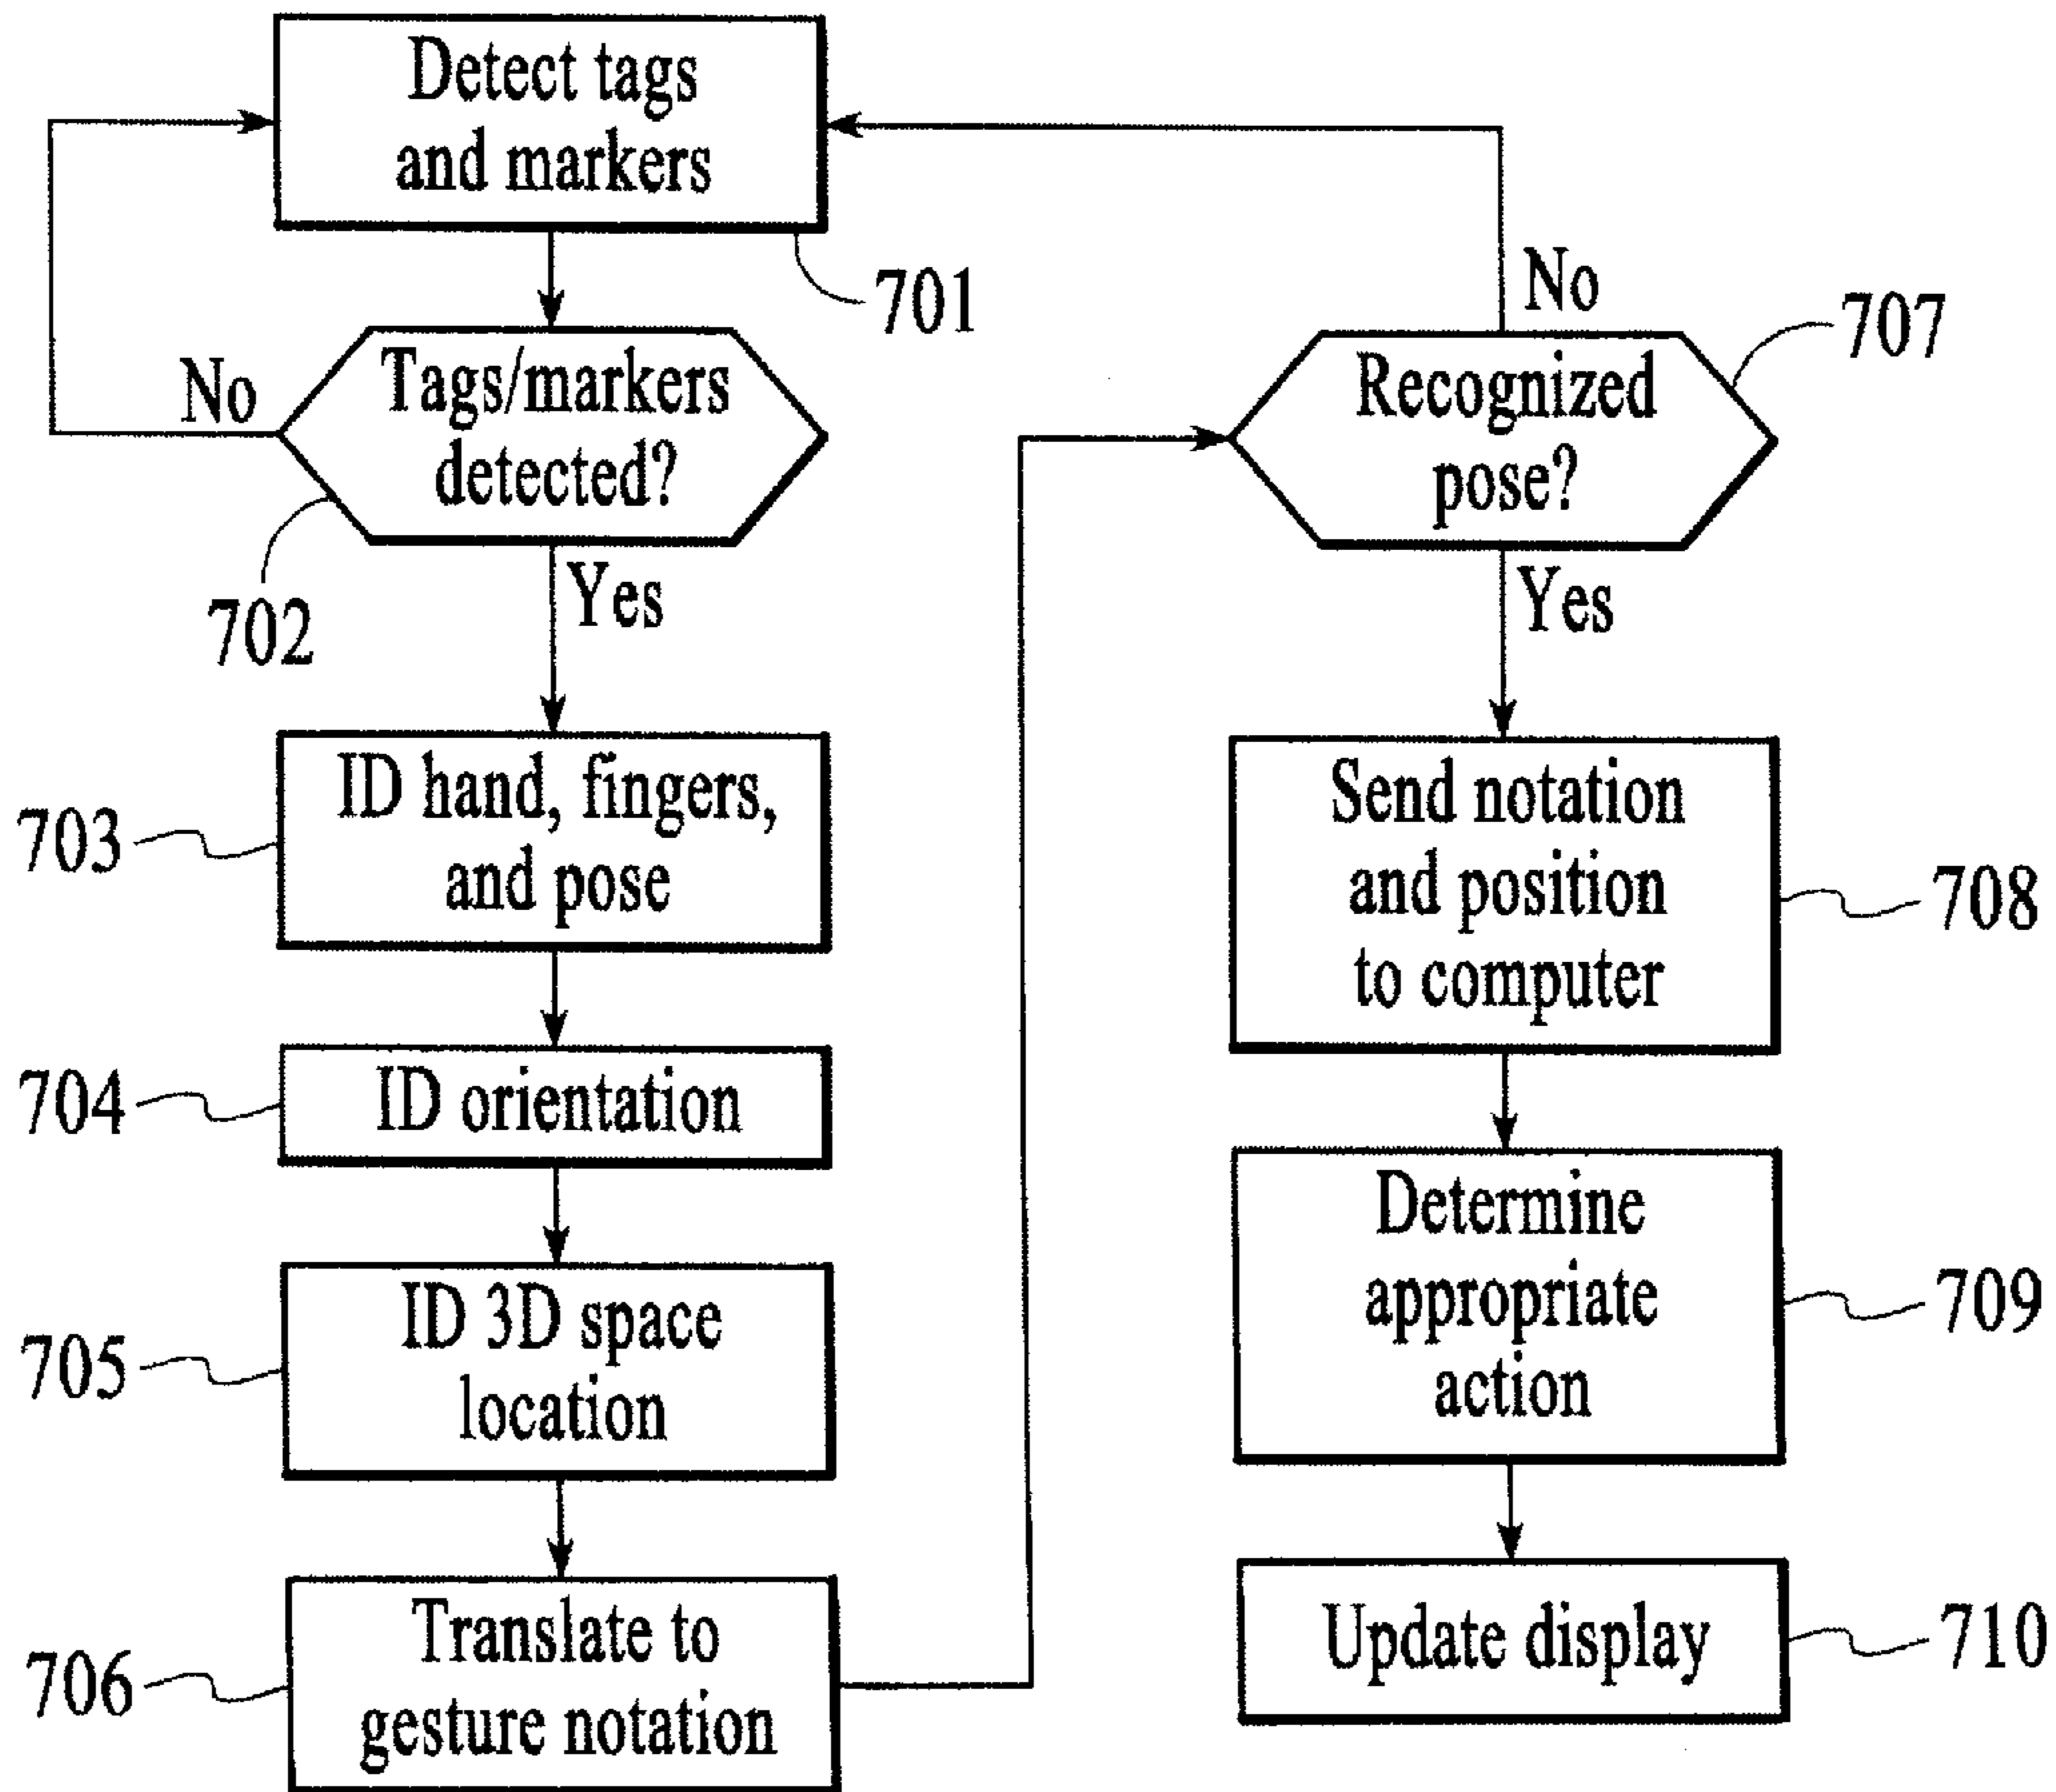 Detect tags
and markers
701
No
Tags/markers
detected?
702
Yes
703
ID hand, fingers,
and pose
704
ID orientation
705
ID 3D space
location
706
Translate to
gesture notation
No
707
Recognized
pose?
Yes
Send notation
and position
to computer
708
Determine
appropriate
action
709
Update display
710